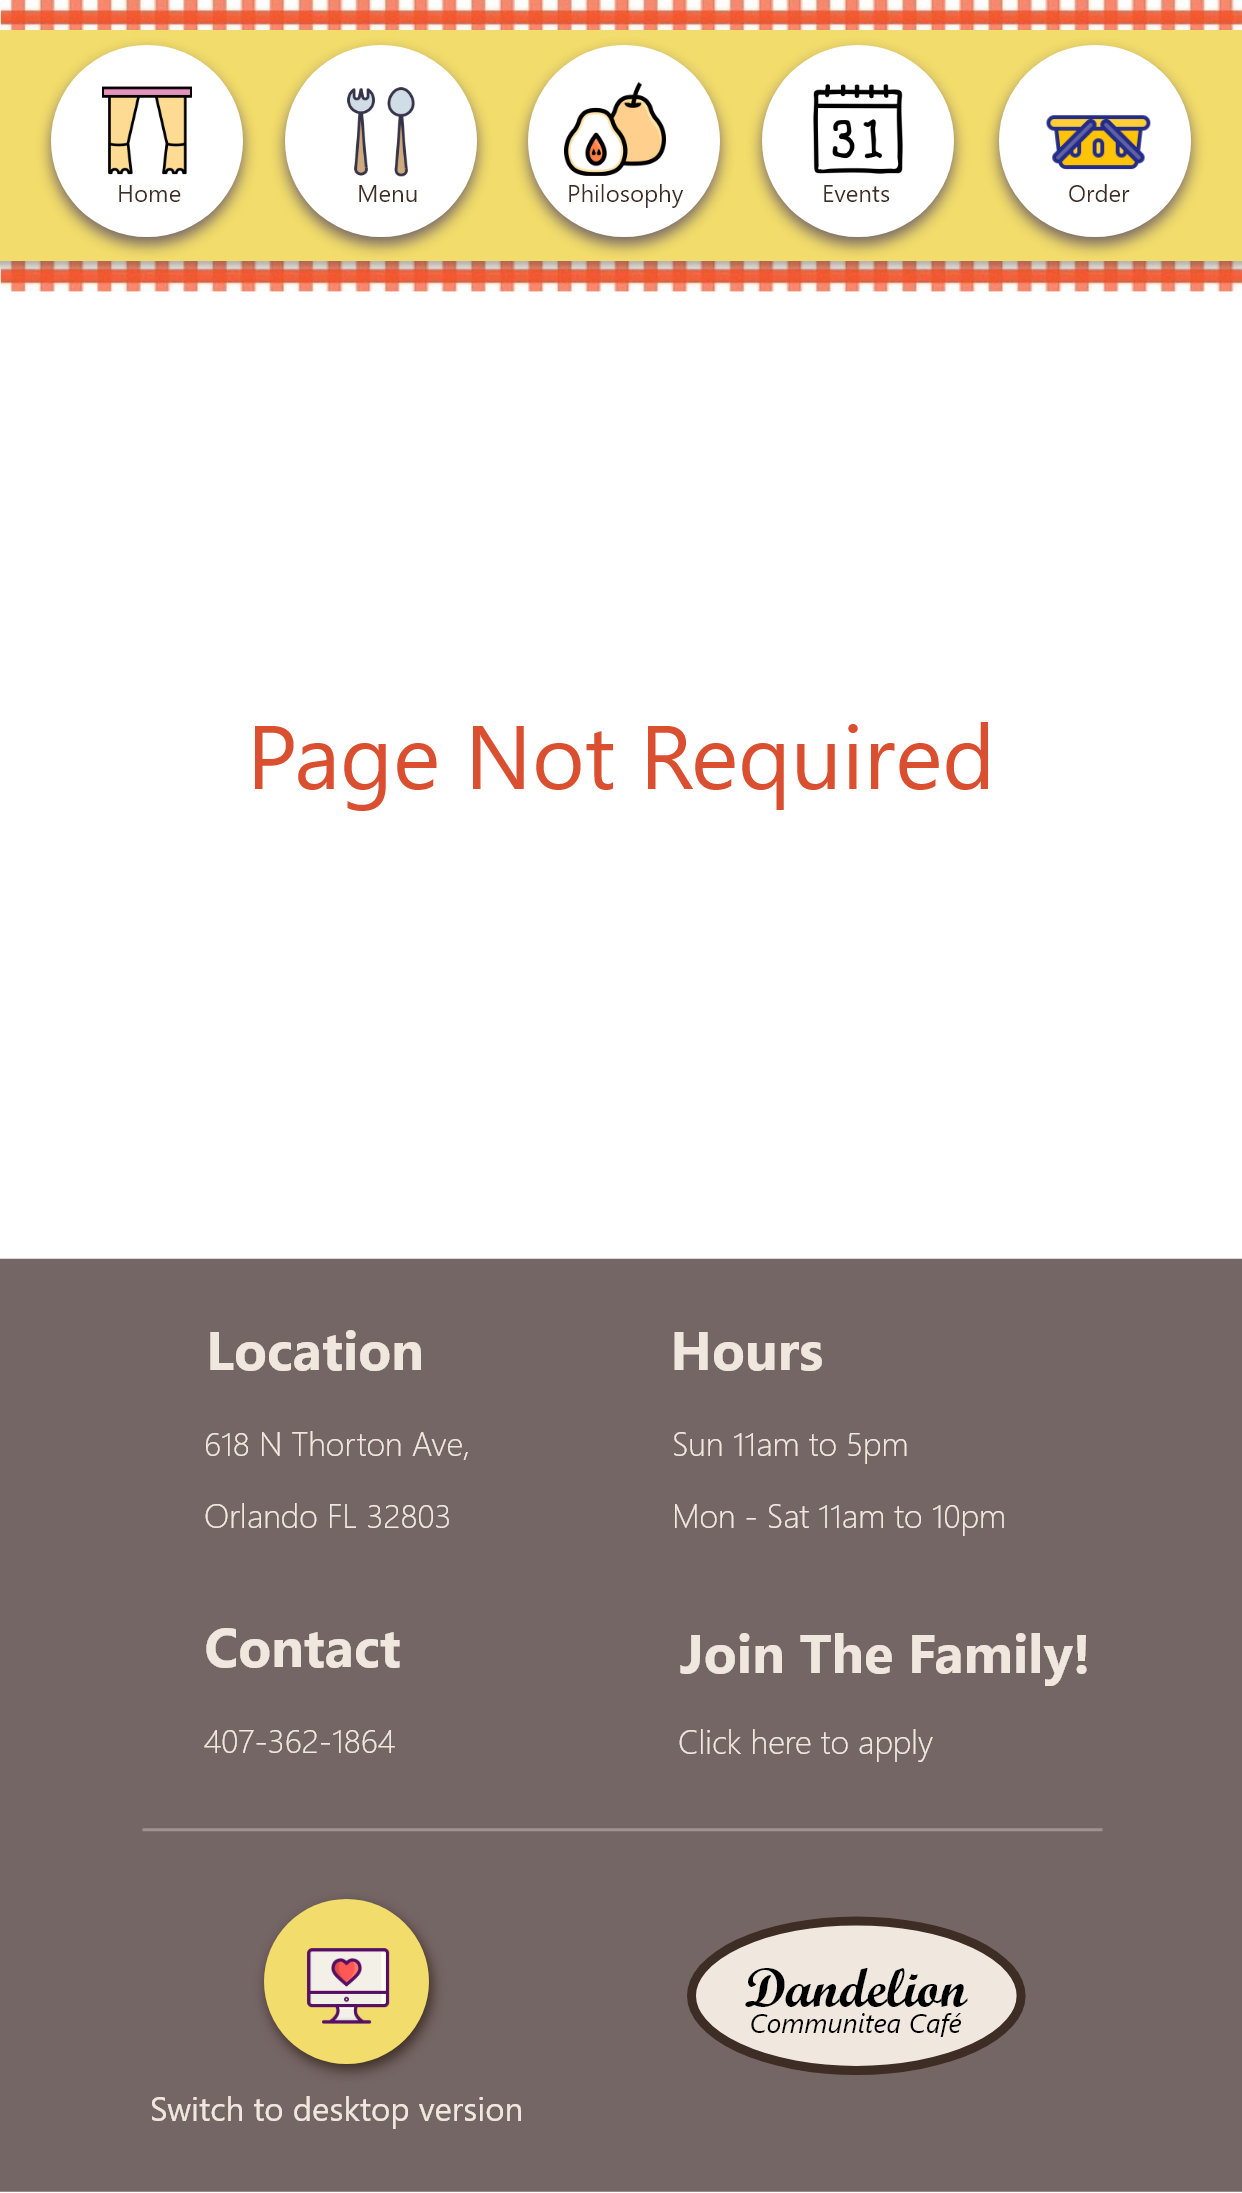 Home
Menu
Philosophy
31
Events
Order
Page Not Required
Location
618 N Thorton Ave,
Orlando FL 32803
Hours
Sun 11am to 5pm
Mon - Sat 11am to 10pm
Contact
407-362-1864
Join The Family!
Click here to apply
Switch to desktop version
Dandelion
Communitea Café